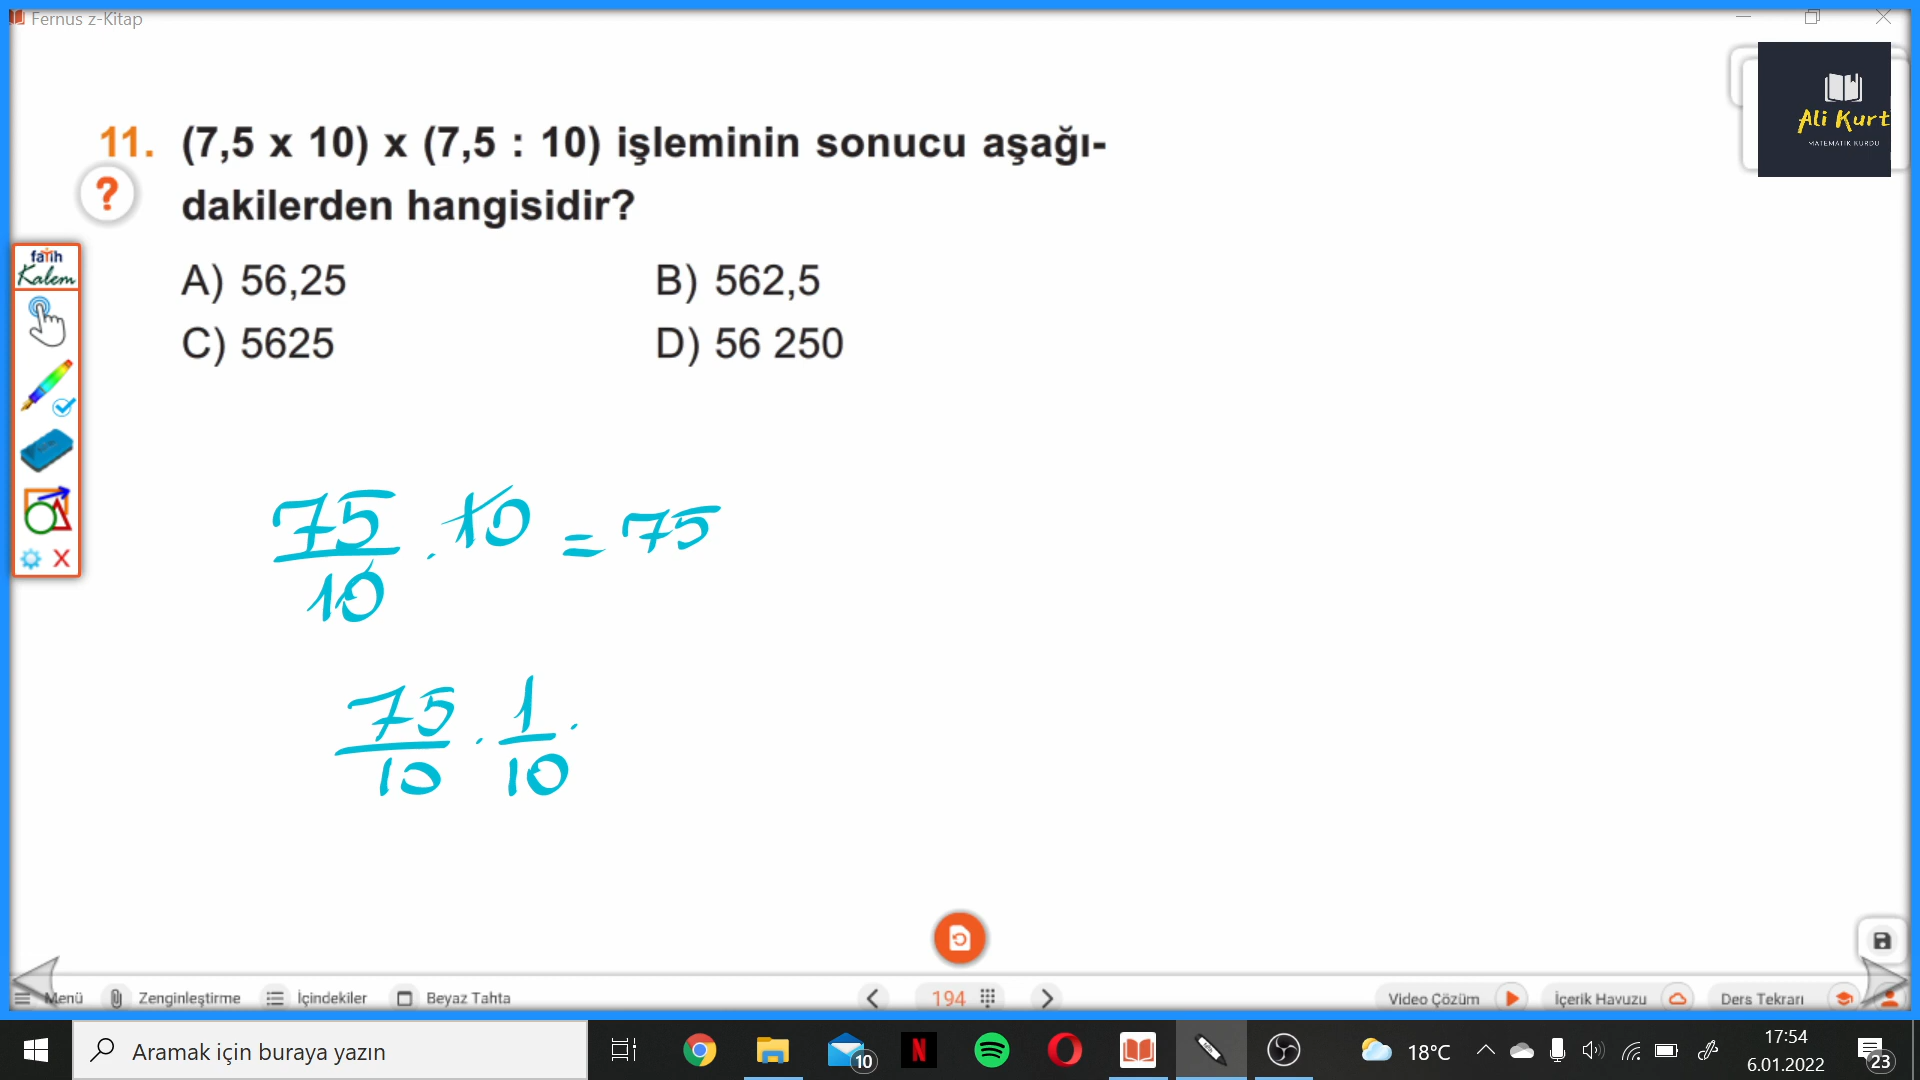 Fernus z-Kitap
Ali Kurt
MATEMATİK KURDU
11. (7,5 x 10) x (7,5 : 10) işleminin sonucu aşağı-
dakilerden hangisidir?
?
A) 56,25 B) 562,5
C) 5625 D) 56 250
fatih
Kalem
75/10 . 10 = 75
75/10 . 1/10 .
Menü Zenginleştirme İçindekiler Beyaz Tahta 194 Video Çözüm İçerik Havuzu Ders Tekrarı
Aramak için buraya yazın 10 N 18°C 17:54
6.01.2022 23